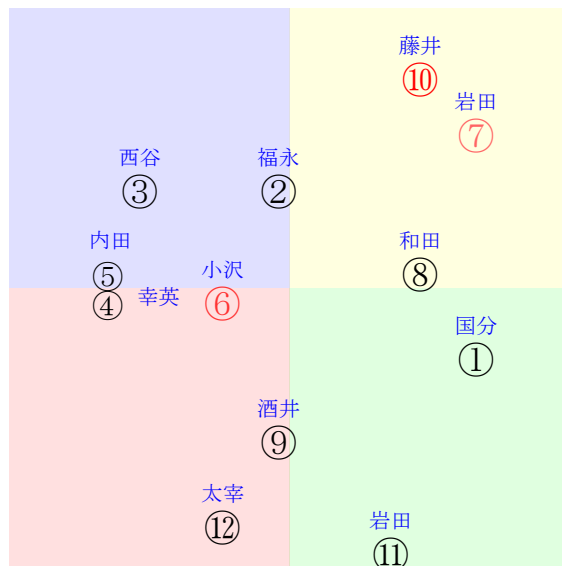 藤井
⑩
岩田
⑦
西谷
③
福永
②
内田
⑤
和田
⑧
小沢
⑥
④
幸英
国分
①
酒井
⑨
太宰
⑫
岩田
⑪